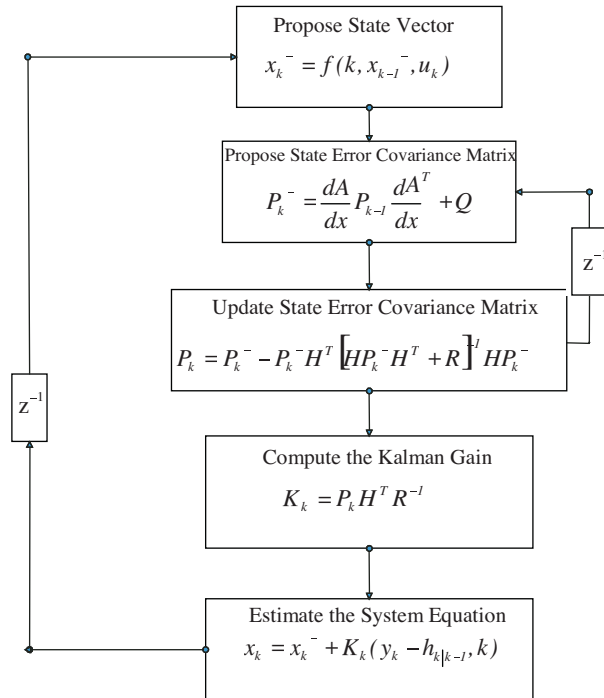 Propose State Vector
x_k^- = f(k, x_{k-1}^-, u_k)
Propose State Error Covariance Matrix
P_k^- = \frac{dA}{dx} P_{k-1} \frac{dA^T}{dx} + Q
z^{-1}
Update State Error Covariance Matrix
P_k = P_k^- - P_k^- H^T [HP_k^- H^T + R]^{-1} HP_k^-
z^{-1}
Compute the Kalman Gain
K_k = P_k H^T R^{-1}
Estimate the System Equation
x_k = x_k^- + K_k(y_k - h_{k|k-1}, k)